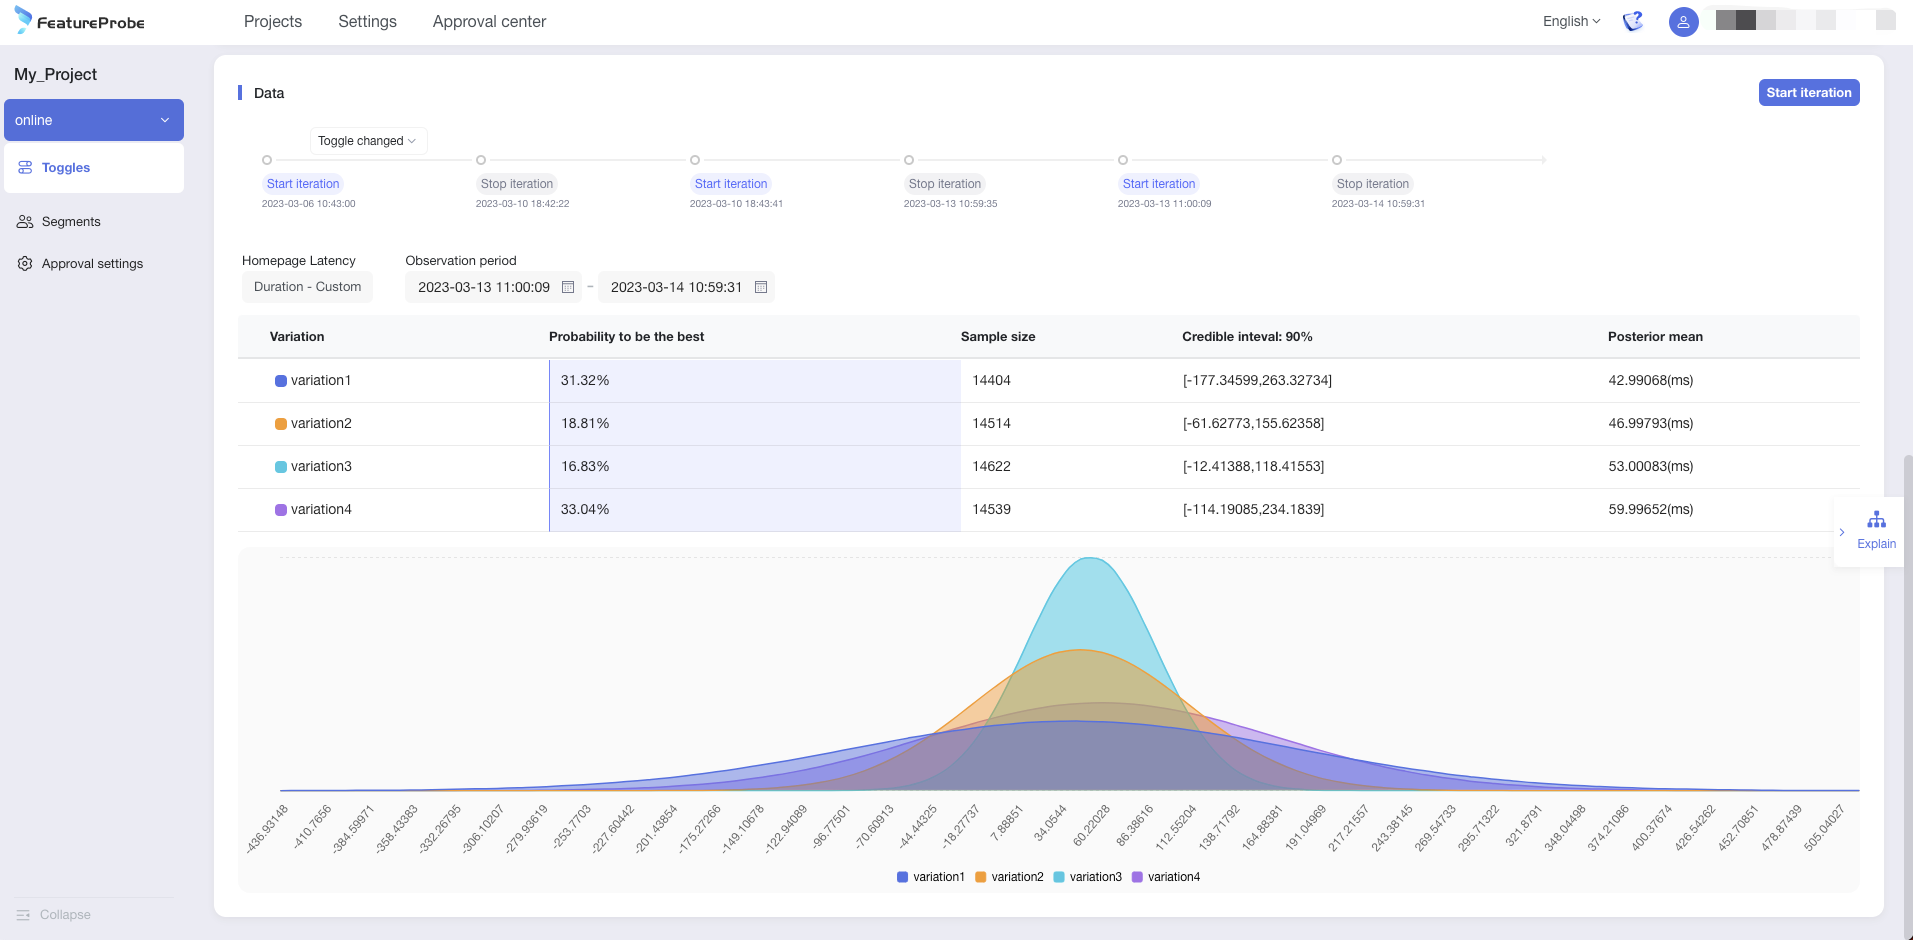 FeatureProbe
Projects Settings Approval center English
My_Project
online
Toggles
Segments
Approval settings
Collapse
Data
Start iteration
Toggle changed
Start iteration Stop iteration Start iteration Stop iteration Start iteration Stop iteration
2023-03-06 10:43:00 2023-03-10 18:42:22 2023-03-10 18:43:41 2023-03-13 10:59:35 2023-03-13 11:00:09 2023-03-14 10:59:31
Homepage Latency Observation period
Duration - Custom 2023-03-13 11:00:09 – 2023-03-14 10:59:31
Variation Probability to be the best Sample size Credible inteval: 90% Posterior mean
variation1 31.32% 14404 [-177.34599,263.32734] 42.99068(ms)
variation2 18.81% 14514 [-61.62773,155.62358] 46.99793(ms)
variation3 16.83% 14622 [-12.41388,118.41553] 53.00083(ms)
variation4 33.04% 14539 [-114.19085,234.1839] 59.99652(ms)
Explain
-436.93148 -410.7656 -384.59971 -358.43383 -332.26795 -306.10207 -279.93619 -253.7703 -227.60442 -201.43854 -175.27266 -149.10678 -122.94089 -96.77501 -70.60913 -44.44325 -18.27737 7.88851 34.0544 60.22028 86.38616 112.55204 138.71792 164.88381 191.04969 217.21557 243.38145 269.54733 295.71322 321.8791 348.04498 374.21086 400.37674 426.54262 452.70851 478.87439 505.04027
variation1 variation2 variation3 variation4